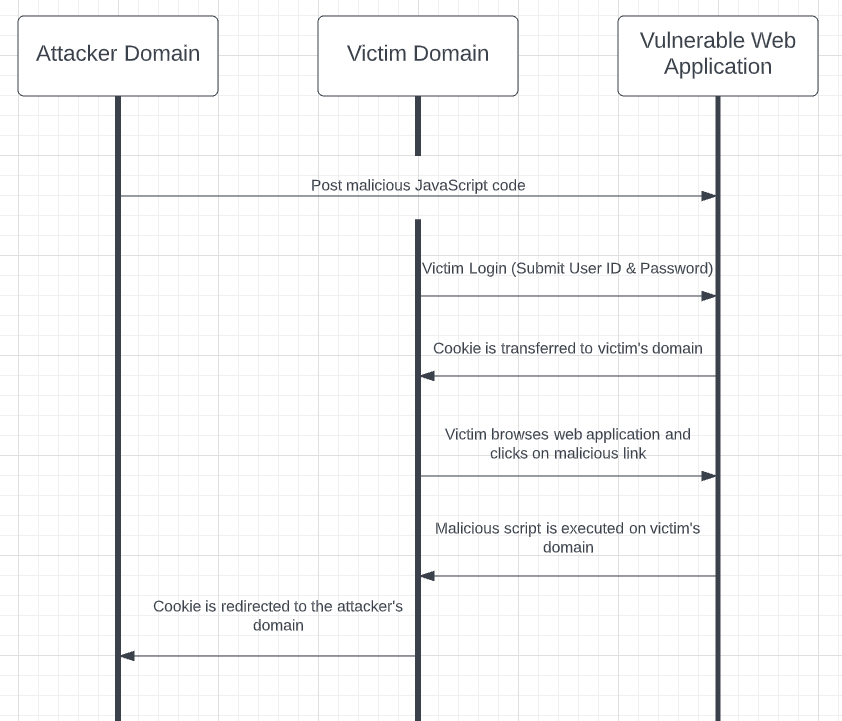 Attacker Domain
Victim Domain
Vulnerable Web
Application
Post malicious JavaScript code
Victim Login (Submit User ID & Password)
Cookie is transferred to victim's domain
Victim browses web application and
clicks on malicious link
Malicious script is executed on victim's
domain
Cookie is redirected to the attacker's
domain